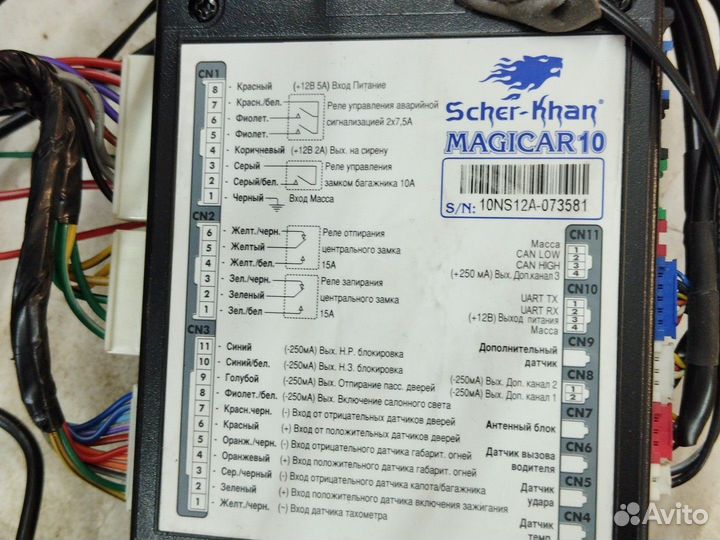 CN1
8 - Красный (+12В 5А) Вход Питание
7 - Красн./бел.
6 - Фиолет.
5 - Фиолет.
Реле управления аварийной
сигнализацией 2х7,5А
4 - Коричневый (+12В 2А) Вых. на сирену
3 - Серый
2 - Серый/бел.
Реле управления
замком багажника 10А
1 - Черный Вход Масса
CN2
6 - Желт./черн.
5 - Желтый
4 - Желт./бел.
Реле отпирания
центрального замка
15А
3 - Зел./черн.
2 - Зеленый
1 - Зел./бел
Реле запирания
центрального замка
15А
CN3
11 - Синий (-250мА) Вых. Н.Р. блокировка
10 - Синий/бел. (-250мА) Вых. Н.З. блокировка
9 - Голубой (-250мА) Вых. Отпирание пасс. дверей
8 - Фиолет./бел. (-250мА) Вых. Включение салонного света
7 - Красн.черн. (-) Вход от отрицательных датчиков дверей
6 - Красный (+) Вход от положительных датчиков дверей
5 - Оранж./черн. (-) Вход отрицательного датчика габарит. огней
4 - Оранжевый (+) Вход положительного датчика габарит. огней
3 - Сер./черный (-) Вход отрицательного датчика капота/багажника
2 - Зеленый (+) Вход положительного датчика включения зажигания
1 - Желт./черн. (~) Вход датчика тахометра
Scher-Khan®
MAGICAR 10
S/N: 10NS12A-073581
CN11
Масса 1
CAN LOW 2
CAN HIGH 3
(+250 мА) Вых. Доп.канал 3 4
CN10
UART TX 1
UART RX 2
(+12В) Выход питания 3
Масса 4
CN9
Дополнительный
датчик
CN8
(-250мА) Вых. Доп. канал 2 1
(-250мА) Вых. Доп. канал 1 2
CN7
Антенный блок
CN6
Датчик вызова
водителя
CN5
Датчик
удара
CN4
Датчик
темп.
Avito